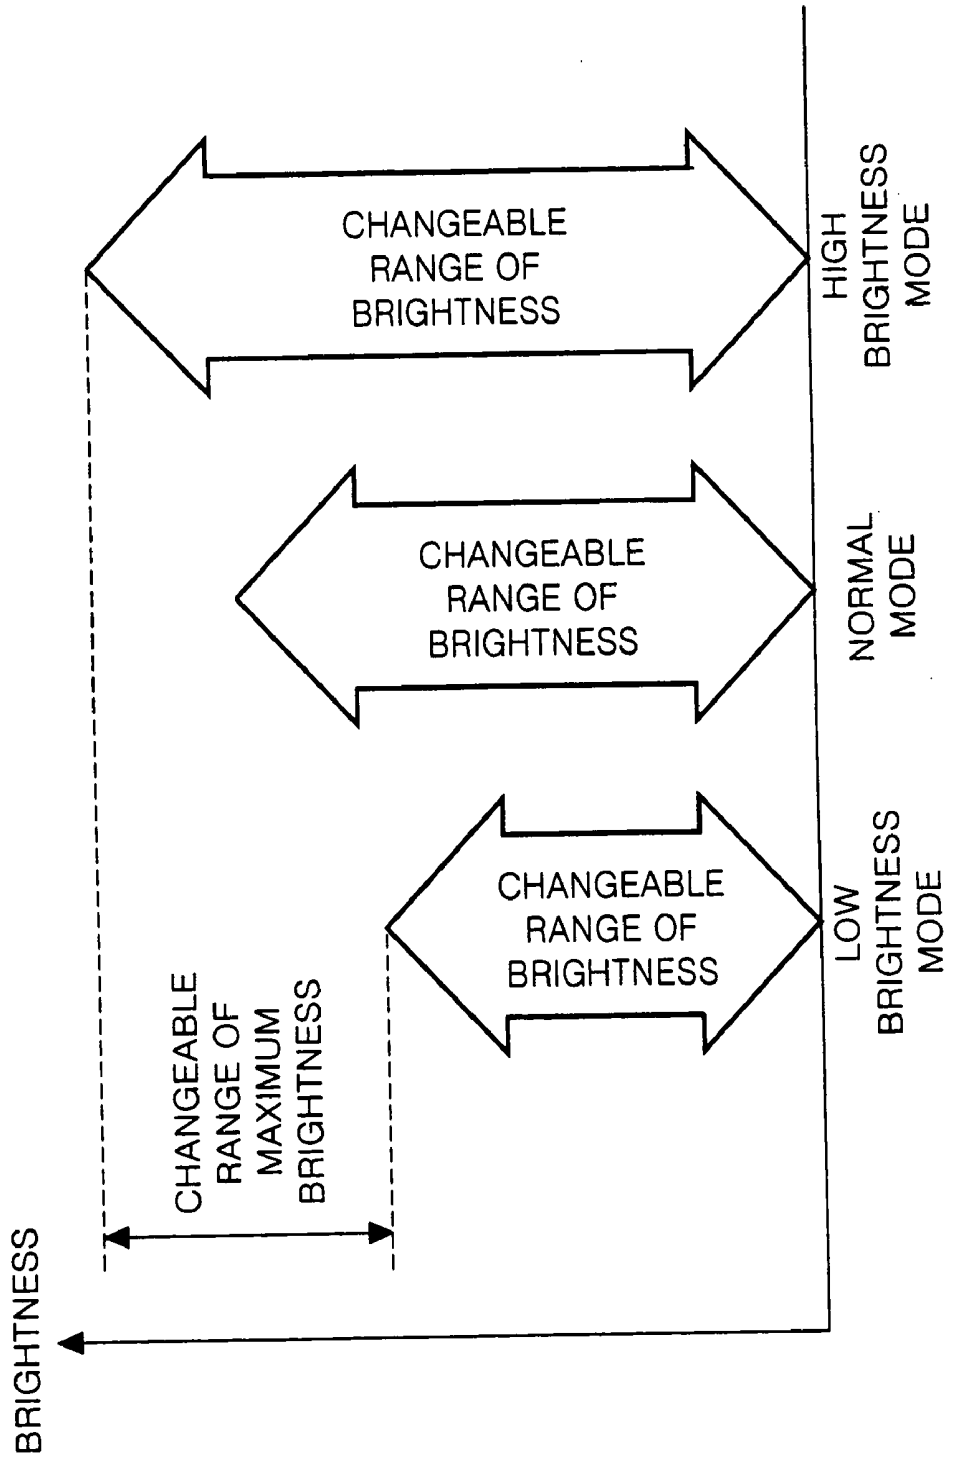 BRIGHTNESS
CHANGEABLE
RANGE OF
MAXIMUM
BRIGHTNESS
CHANGEABLE
RANGE OF
BRIGHTNESS
CHANGEABLE
RANGE OF
BRIGHTNESS
CHANGEABLE
RANGE OF
BRIGHTNESS
LOW
BRIGHTNESS
MODE
NORMAL
MODE
HIGH
BRIGHTNESS
MODE